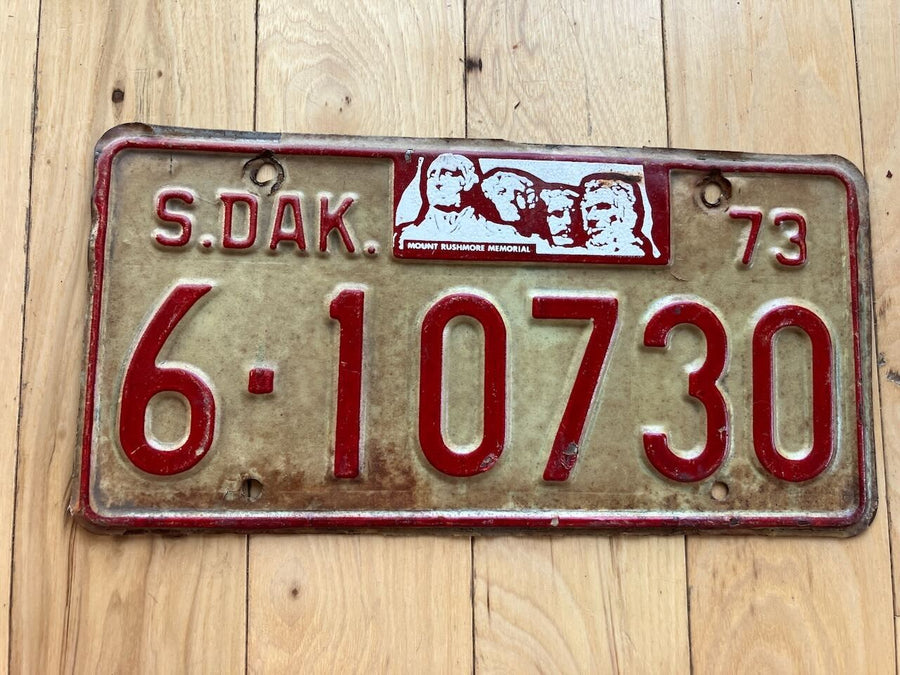 S.DAK. 73
MOUNT RUSHMORE MEMORIAL
6·10730